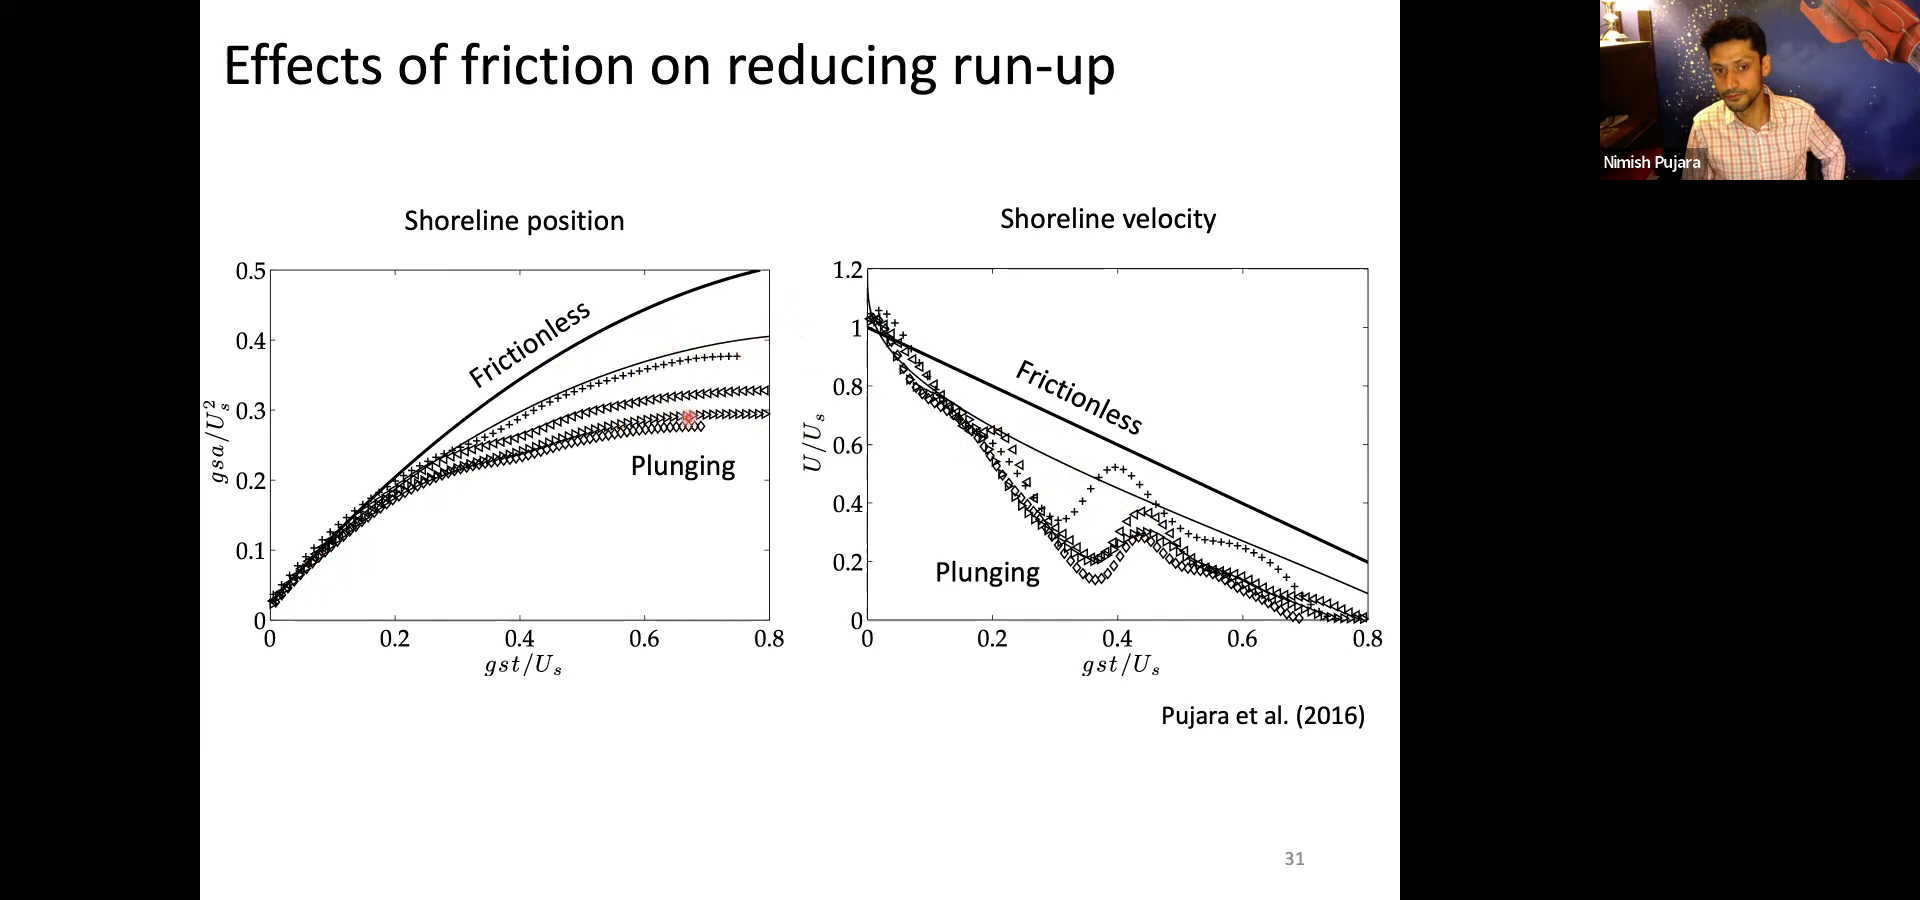 Effects of friction on reducing run-up
Nimish Pujara
Shoreline position
0.5
0.4
0.3
0.2
0.1
0
gsa/U_s^2
Frictionless
Plunging
0 0.2 0.4 0.6 0.8
gst/U_s
Shoreline velocity
1.2
1
0.8
0.6
0.4
0.2
0
U/U_s
Frictionless
Plunging
0 0.2 0.4 0.6 0.8
gst/U_s
Pujara et al. (2016)
31